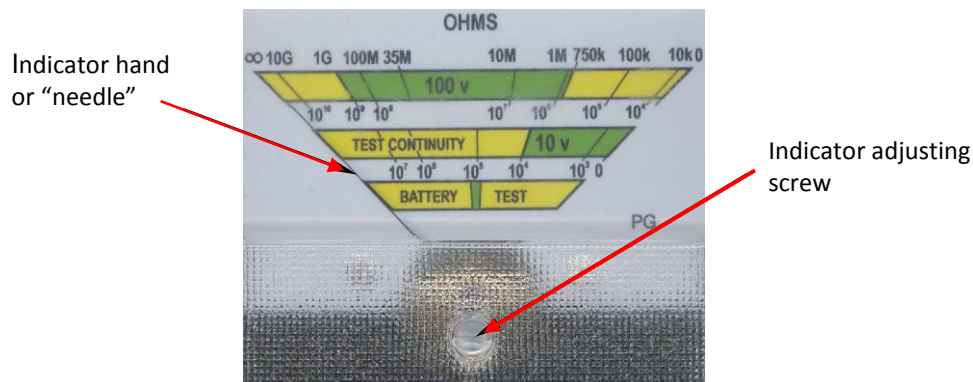 OHMS
∞ 10G 1G 100M 35M 10M 1M 750k 100k 10k 0
100 v
10¹⁰ 10⁹ 10⁸ 10⁷ 10⁶ 10⁵ 10⁴
TEST CONTINUITY 10 v
10⁷ 10⁶ 10⁵ 10⁴ 10³ 0
BATTERY TEST
PG
Indicator hand
or “needle”
Indicator adjusting
screw